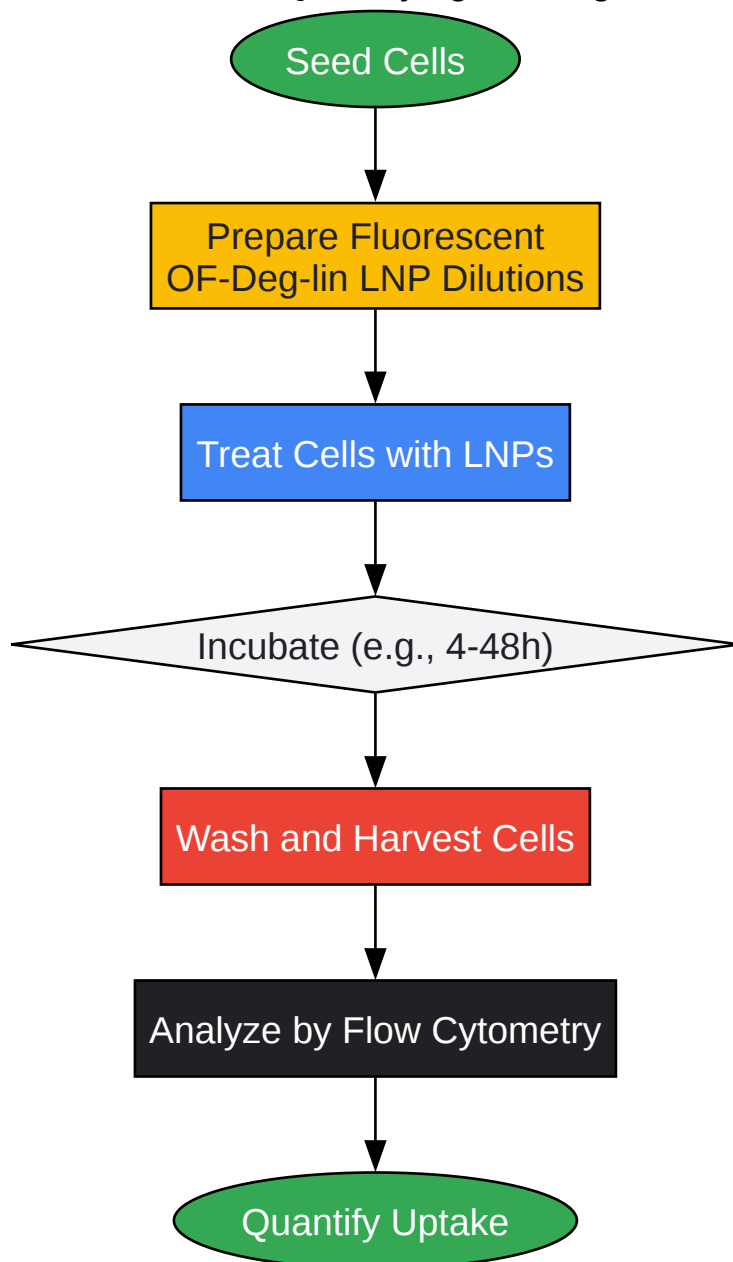 Seed Cells
Prepare Fluorescent
OF-Deg-lin LNP Dilutions
Treat Cells with LNPs
Incubate (e.g., 4-48h)
Wash and Harvest Cells
Analyze by Flow Cytometry
Quantify Uptake